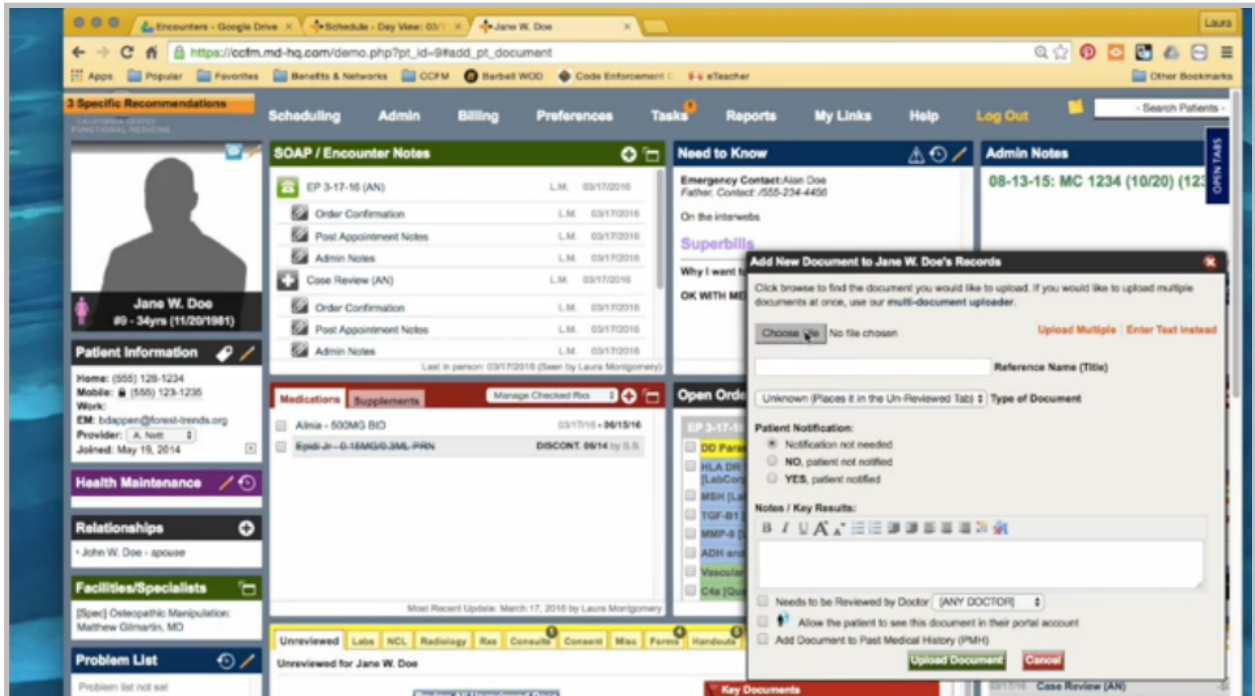 Encounters - Google Drive
Schedule - Day View: 03/1
Jane W. Doe
Laura
https://ccfm.md-hq.com/demo.php?pt_id=9#add_pt_document
Apps
Popular
Favorites
Benefits & Networks
CCFM
Barbell WOD
Code Enforcement
eTeacher
Other Bookmarks
3 Specific Recommendations
CALIFORNIA CENTER
FUNCTIONAL MEDICINE
Scheduling
Admin
Billing
Preferences
Tasks
Reports
My Links
Help
Log Out
- Search Patients -
OPEN TABS
Jane W. Doe
#9 - 34yrs (11/20/1981)
Patient Information
Home: (555) 128-1234
Mobile: (555) 123-1235
Work:
EM: bdappen@forest-trends.org
Provider: A. Nett
Joined: May 19, 2014
Health Maintenance
Relationships
John W. Doe - spouse
Facilities/Specialists
[Spec] Osteopathic Manipulation:
Matthew Gilmartin, MD
Problem List
Problem list not set
SOAP / Encounter Notes
EP 3-17-16 (AN) L.M. 03/17/2016
Order Confirmation L.M. 03/17/2016
Post Appointment Notes L.M. 03/17/2016
Admin Notes L.M. 03/17/2016
Case Review (AN) L.M. 03/17/2016
Order Confirmation L.M. 03/17/2016
Post Appointment Notes L.M. 03/17/2016
Admin Notes L.M. 03/17/2016
Last in person: 03/17/2016 (Seen by Laura Montgomery)
Medications
Supplements
Manage Checked Rxs
Alinia - 500MG BID 03/17/16 - 06/15/16
Epidi Jr - 0.15MG/0.3ML PRN DISCONT. 06/14 by S.S.
Most Recent Update: March 17, 2016 by Laura Montgomery
Unreviewed
Labs
NCL
Radiology
Rxs
Consults
Consent
Misc
Forms
Handouts
Unreviewed for Jane W. Doe
Review All Unreviewed Docs
Need to Know
Emergency Contact:Alan Doe
Father. Contact: /555-234-4456
On the interwebs
Superbills
Why I want t
OK WITH ME
Open Orde
EP 3-17-1
DD Paras
HLA DR
[LabCorp
MSH [La
TGF-B1
MMP-9 [
ADH and
Vascular
C4a [Qua
Key Documents
Admin Notes
08-13-15: MC 1234 (10/20) (123
Add New Document to Jane W. Doe's Records
Click browse to find the document you would like to upload. If you would like to upload multiple
documents at once, use our multi-document uploader.
Choose File No file chosen
Upload Multiple | Enter Text Instead
Reference Name (Title)
Unknown (Places it in the Un-Reviewed Tab) Type of Document
Patient Notification:
Notification not needed
NO, patient not notified
YES, patient notified
Notes / Key Results:
B I U A A
Needs to be Reviewed by Doctor [ANY DOCTOR]
Allow the patient to see this document in their portal account
Add Document to Past Medical History (PMH)
Upload Document
Cancel
03/17/16 Case Review (AN)